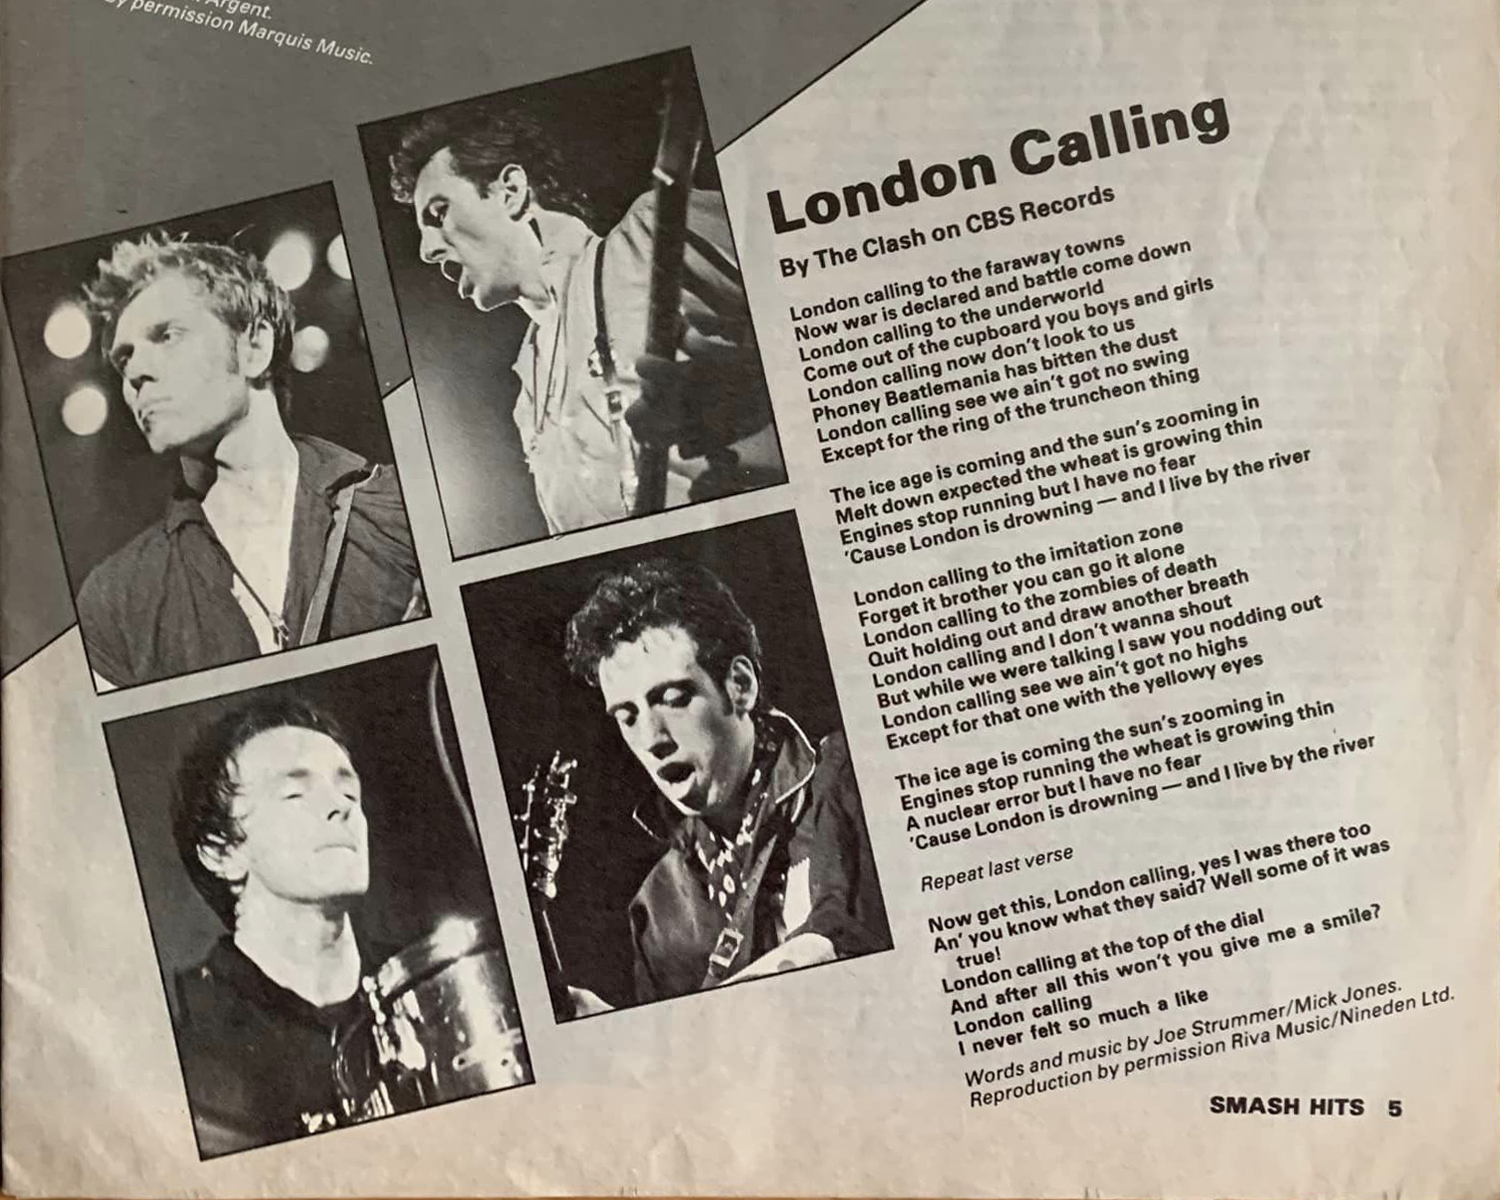 Argent.
by permission Marquis Music.
London Calling
By The Clash on CBS Records
London calling to the faraway towns
Now war is declared and battle come down
London calling to the underworld
Come out of the cupboard you boys and girls
London calling now don't look to us
Phoney Beatlemania has bitten the dust
London calling see we ain't got no swing
Except for the ring of the truncheon thing
The ice age is coming and the sun's zooming in
Melt down expected the wheat is growing thin
Engines stop running but I have no fear
'Cause London is drowning — and I live by the river
London calling to the imitation zone
Forget it brother you can go it alone
London calling to the zombies of death
Quit holding out and draw another breath
London calling and I don't wanna shout
But while we were talking I saw you nodding out
London calling see we ain't got no highs
Except for that one with the yellowy eyes
The ice age is coming the sun's zooming in
Engines stop running the wheat is growing thin
A nuclear error but I have no fear
'Cause London is drowning — and I live by the river
Repeat last verse
Now get this, London calling, yes I was there too
An' you know what they said? Well some of it was
true!
London calling at the top of the dial
And after all this won't you give me a smile?
London calling
I never felt so much a like
Words and music by Joe Strummer/Mick Jones.
Reproduction by permission Riva Music/Nineden Ltd.
SMASH HITS 5